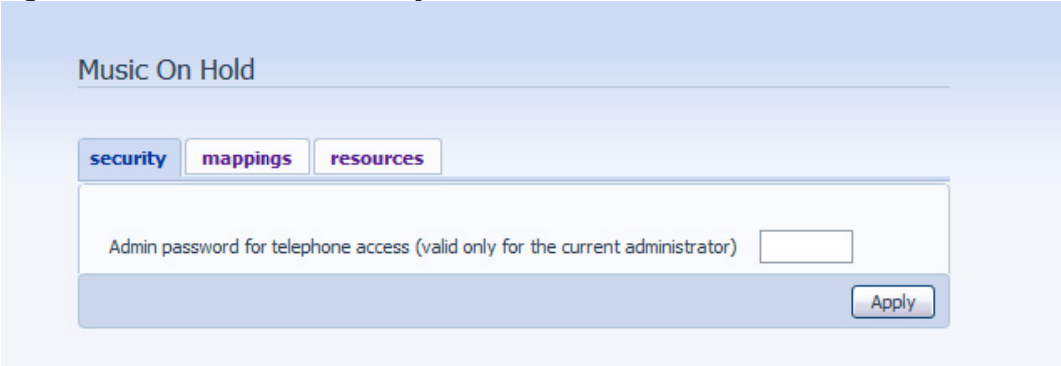 Music On Hold
security mappings resources
Admin password for telephone access (valid only for the current administrator)
Apply